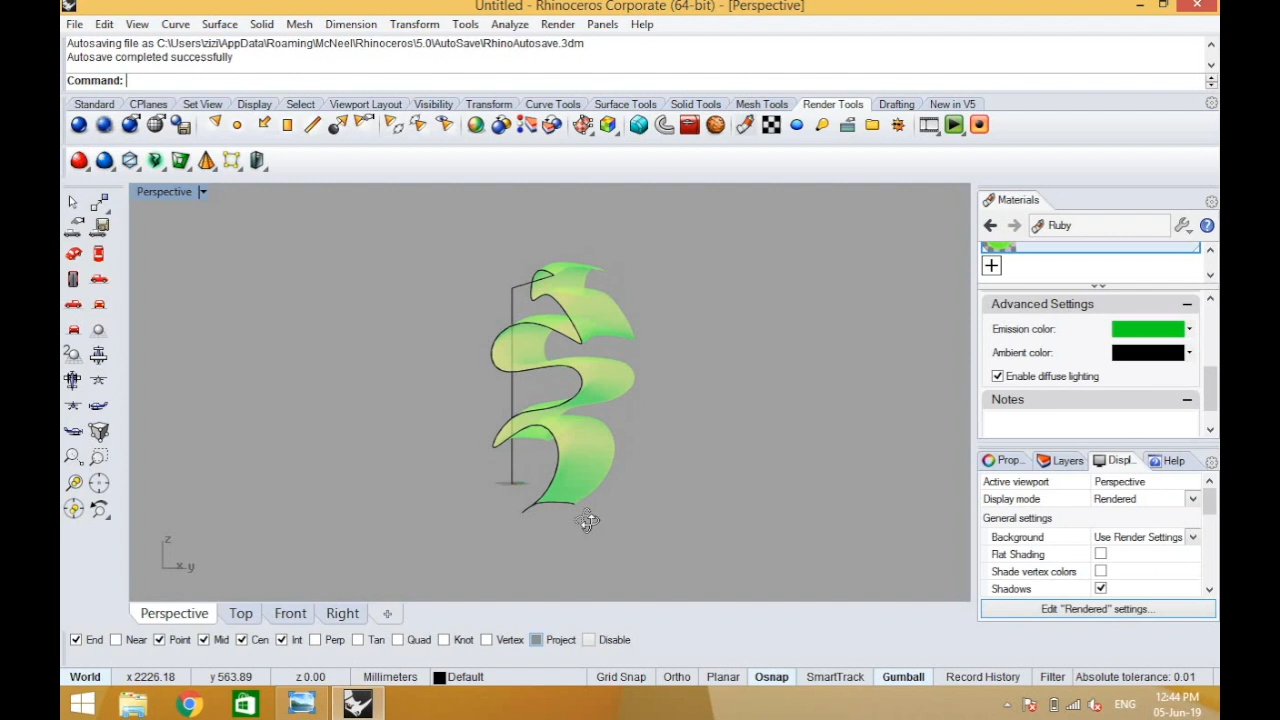 Untitled - Rhinoceros Corporate (64-bit) - [Perspective]
File Edit View Curve Surface Solid Mesh Dimension Transform Tools Analyze Render Panels Help
Autosaving file as C:\Users\zizi\AppData\Roaming\McNeel\Rhinoceros\5.0\AutoSave\RhinoAutosave.3dm
Autosave completed successfully
Command:
Standard CPlanes Set View Display Select Viewport Layout Visibility Transform Curve Tools Surface Tools Solid Tools Mesh Tools Render Tools Drafting New in V5
Perspective
Materials
Ruby
Advanced Settings
Emission color:
Ambient color:
Enable diffuse lighting
Notes
Prop... Layers Displ... Help
Active viewport Perspective
Display mode Rendered
General settings
Background Use Render Settings
Flat Shading
Shade vertex colors
Shadows
Edit "Rendered" settings...
z
x y
Perspective Top Front Right
End Near Point Mid Cen Int Perp Tan Quad Knot Vertex Project Disable
World x 2226.18 y 563.89 z 0.00 Millimeters Default Grid Snap Ortho Planar Osnap SmartTrack Gumball Record History Filter Absolute tolerance: 0.01
ENG
12:44 PM
05-Jun-19